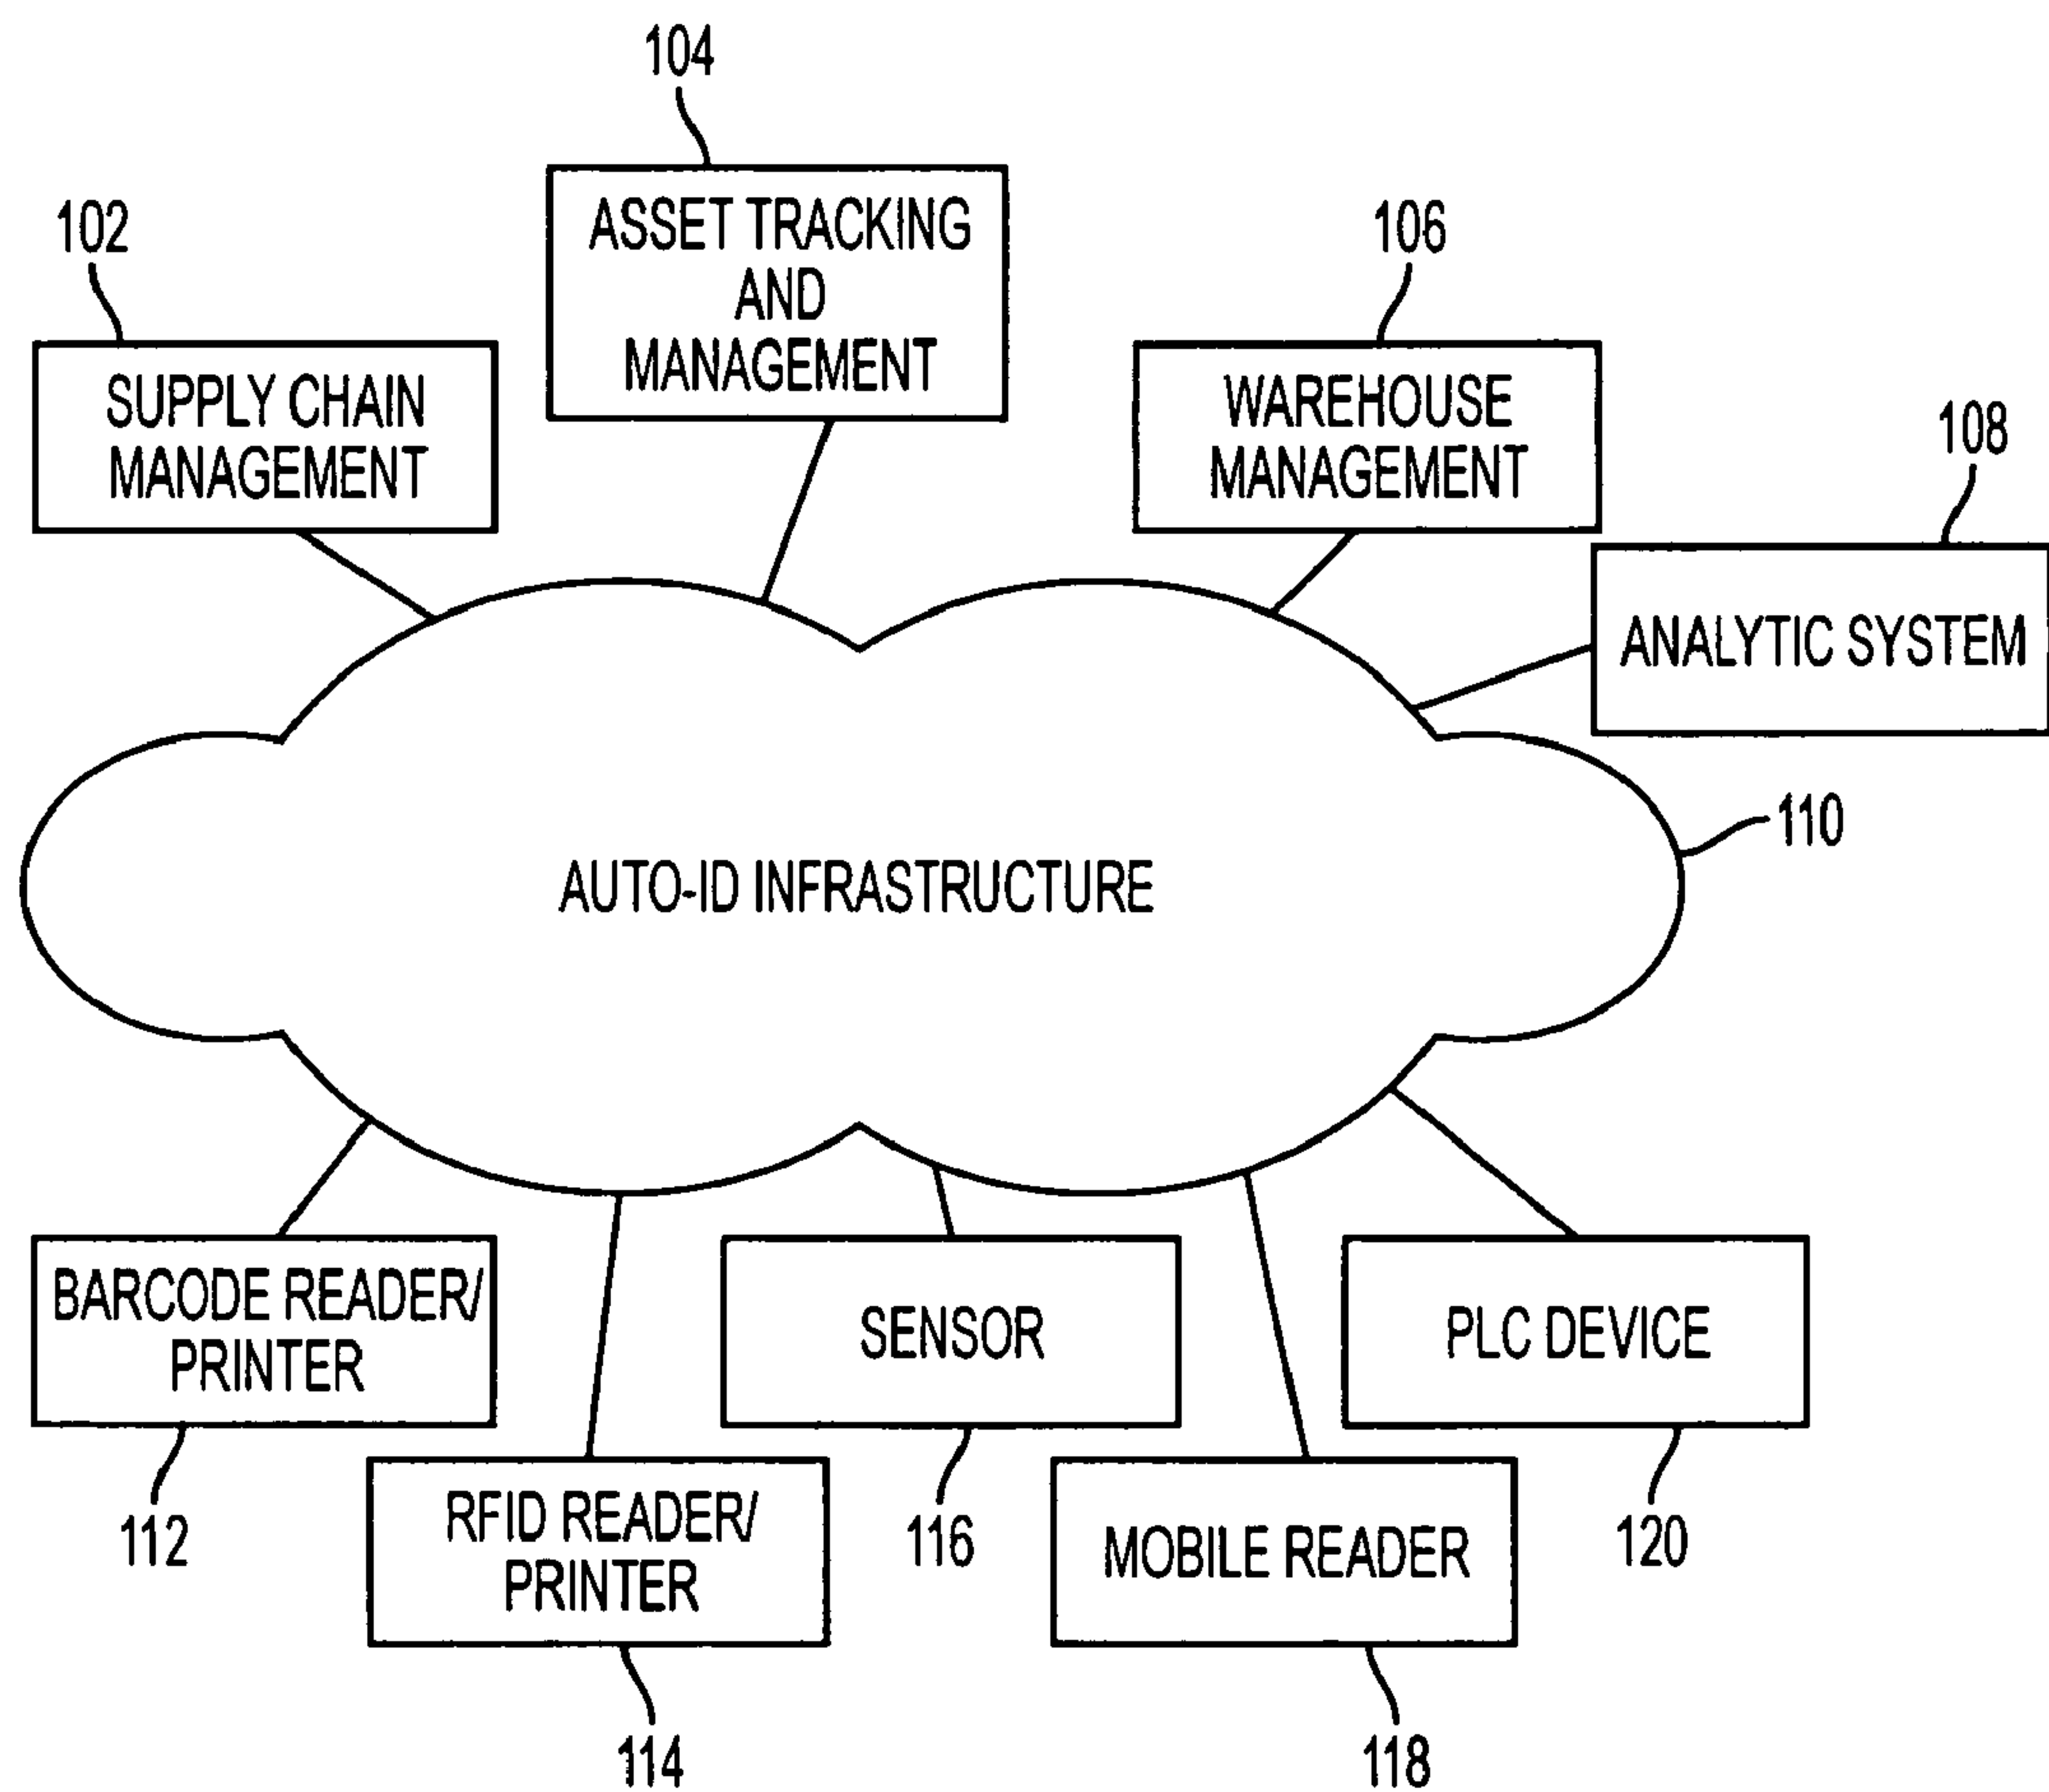 104
ASSET TRACKING
AND
MANAGEMENT
102
SUPPLY CHAIN
MANAGEMENT
106
WAREHOUSE
MANAGEMENT
108
ANALYTIC SYSTEM
110
AUTO-ID INFRASTRUCTURE
BARCODE READER/
PRINTER
112
RFID READER/
PRINTER
114
SENSOR
116
MOBILE READER
118
PLC DEVICE
120